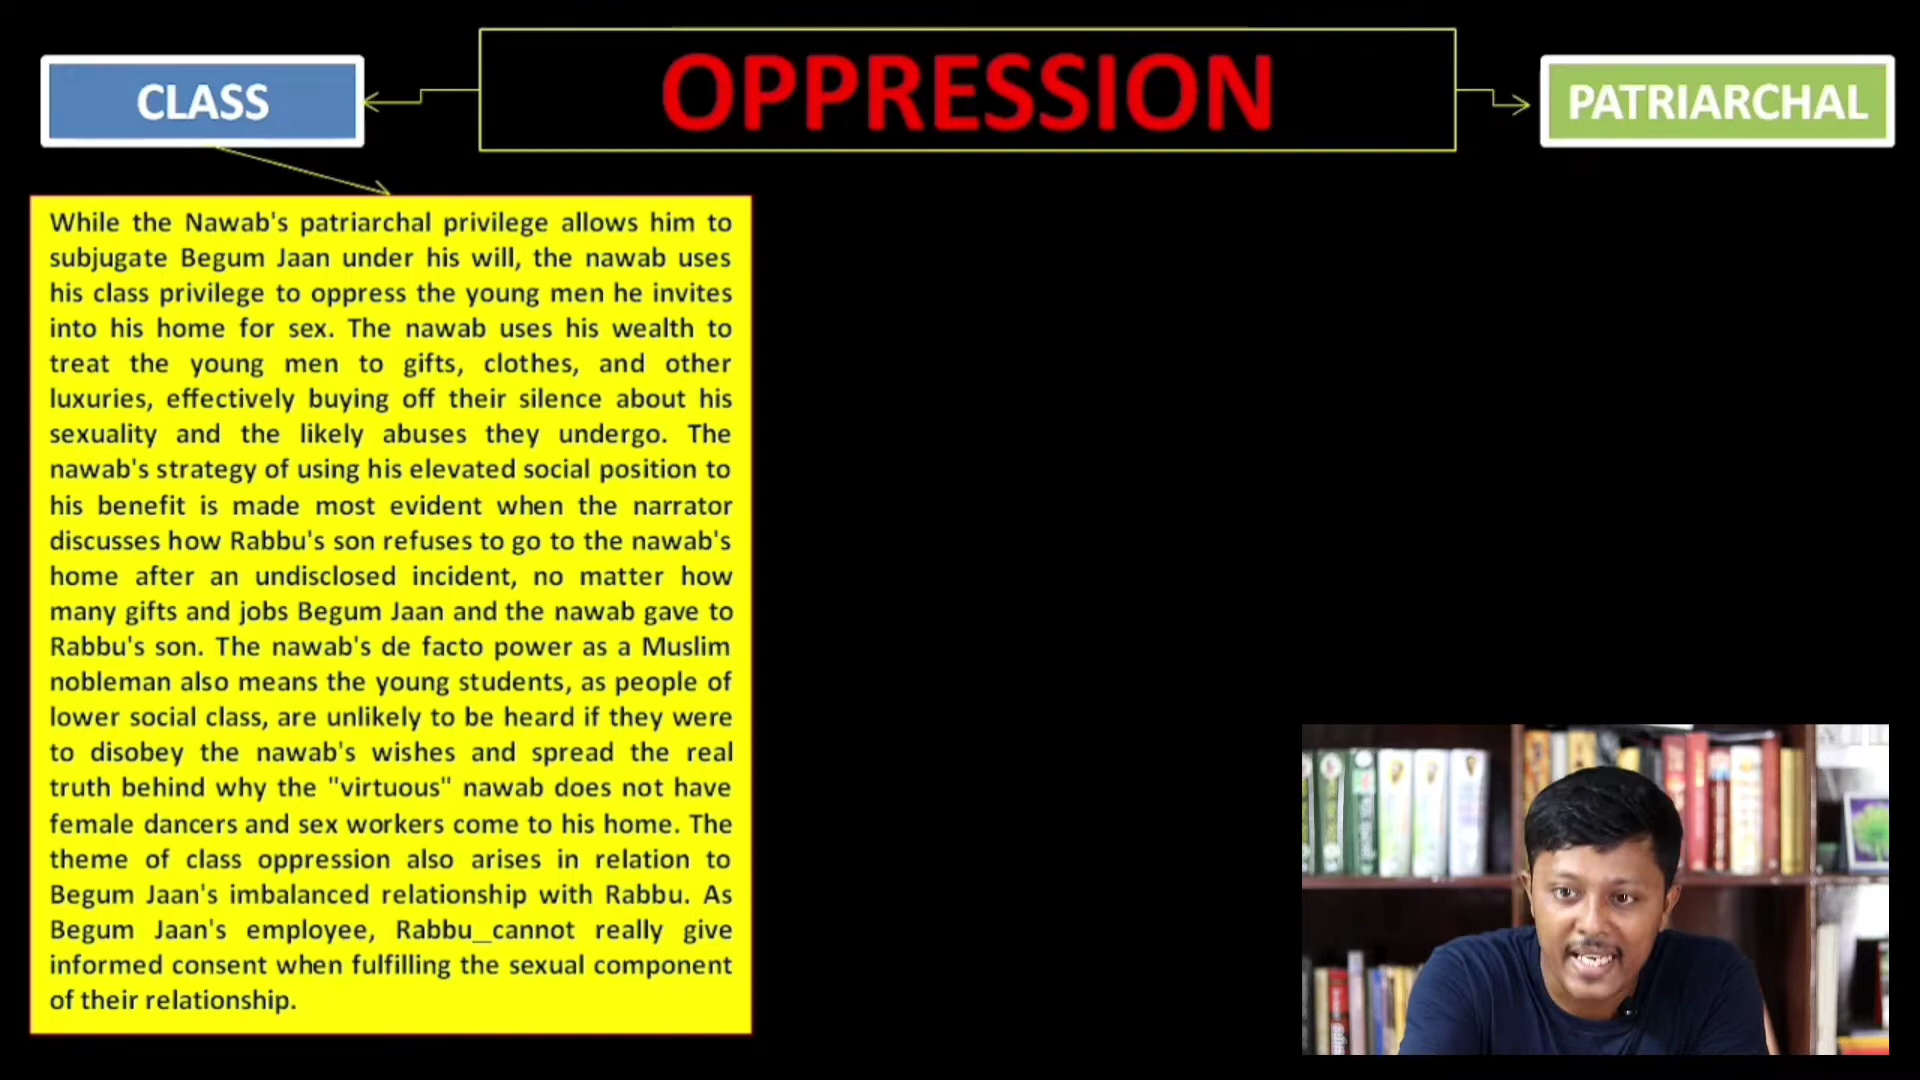 OPPRESSION
CLASS
PATRIARCHAL
While the Nawab's patriarchal privilege allows him to
subjugate Begum Jaan under his will, the nawab uses
his class privilege to oppress the young men he invites
into his home for sex. The nawab uses his wealth to
treat the young men to gifts, clothes, and other
luxuries, effectively buying off their silence about his
sexuality and the likely abuses they undergo. The
nawab's strategy of using his elevated social position to
his benefit is made most evident when the narrator
discusses how Rabbu's son refuses to go to the nawab's
home after an undisclosed incident, no matter how
many gifts and jobs Begum Jaan and the nawab gave to
Rabbu's son. The nawab's de facto power as a Muslim
nobleman also means the young students, as people of
lower social class, are unlikely to be heard if they were
to disobey the nawab's wishes and spread the real
truth behind why the "virtuous" nawab does not have
female dancers and sex workers come to his home. The
theme of class oppression also arises in relation to
Begum Jaan's imbalanced relationship with Rabbu. As
Begum Jaan's employee, Rabbu_cannot really give
informed consent when fulfilling the sexual component
of their relationship.